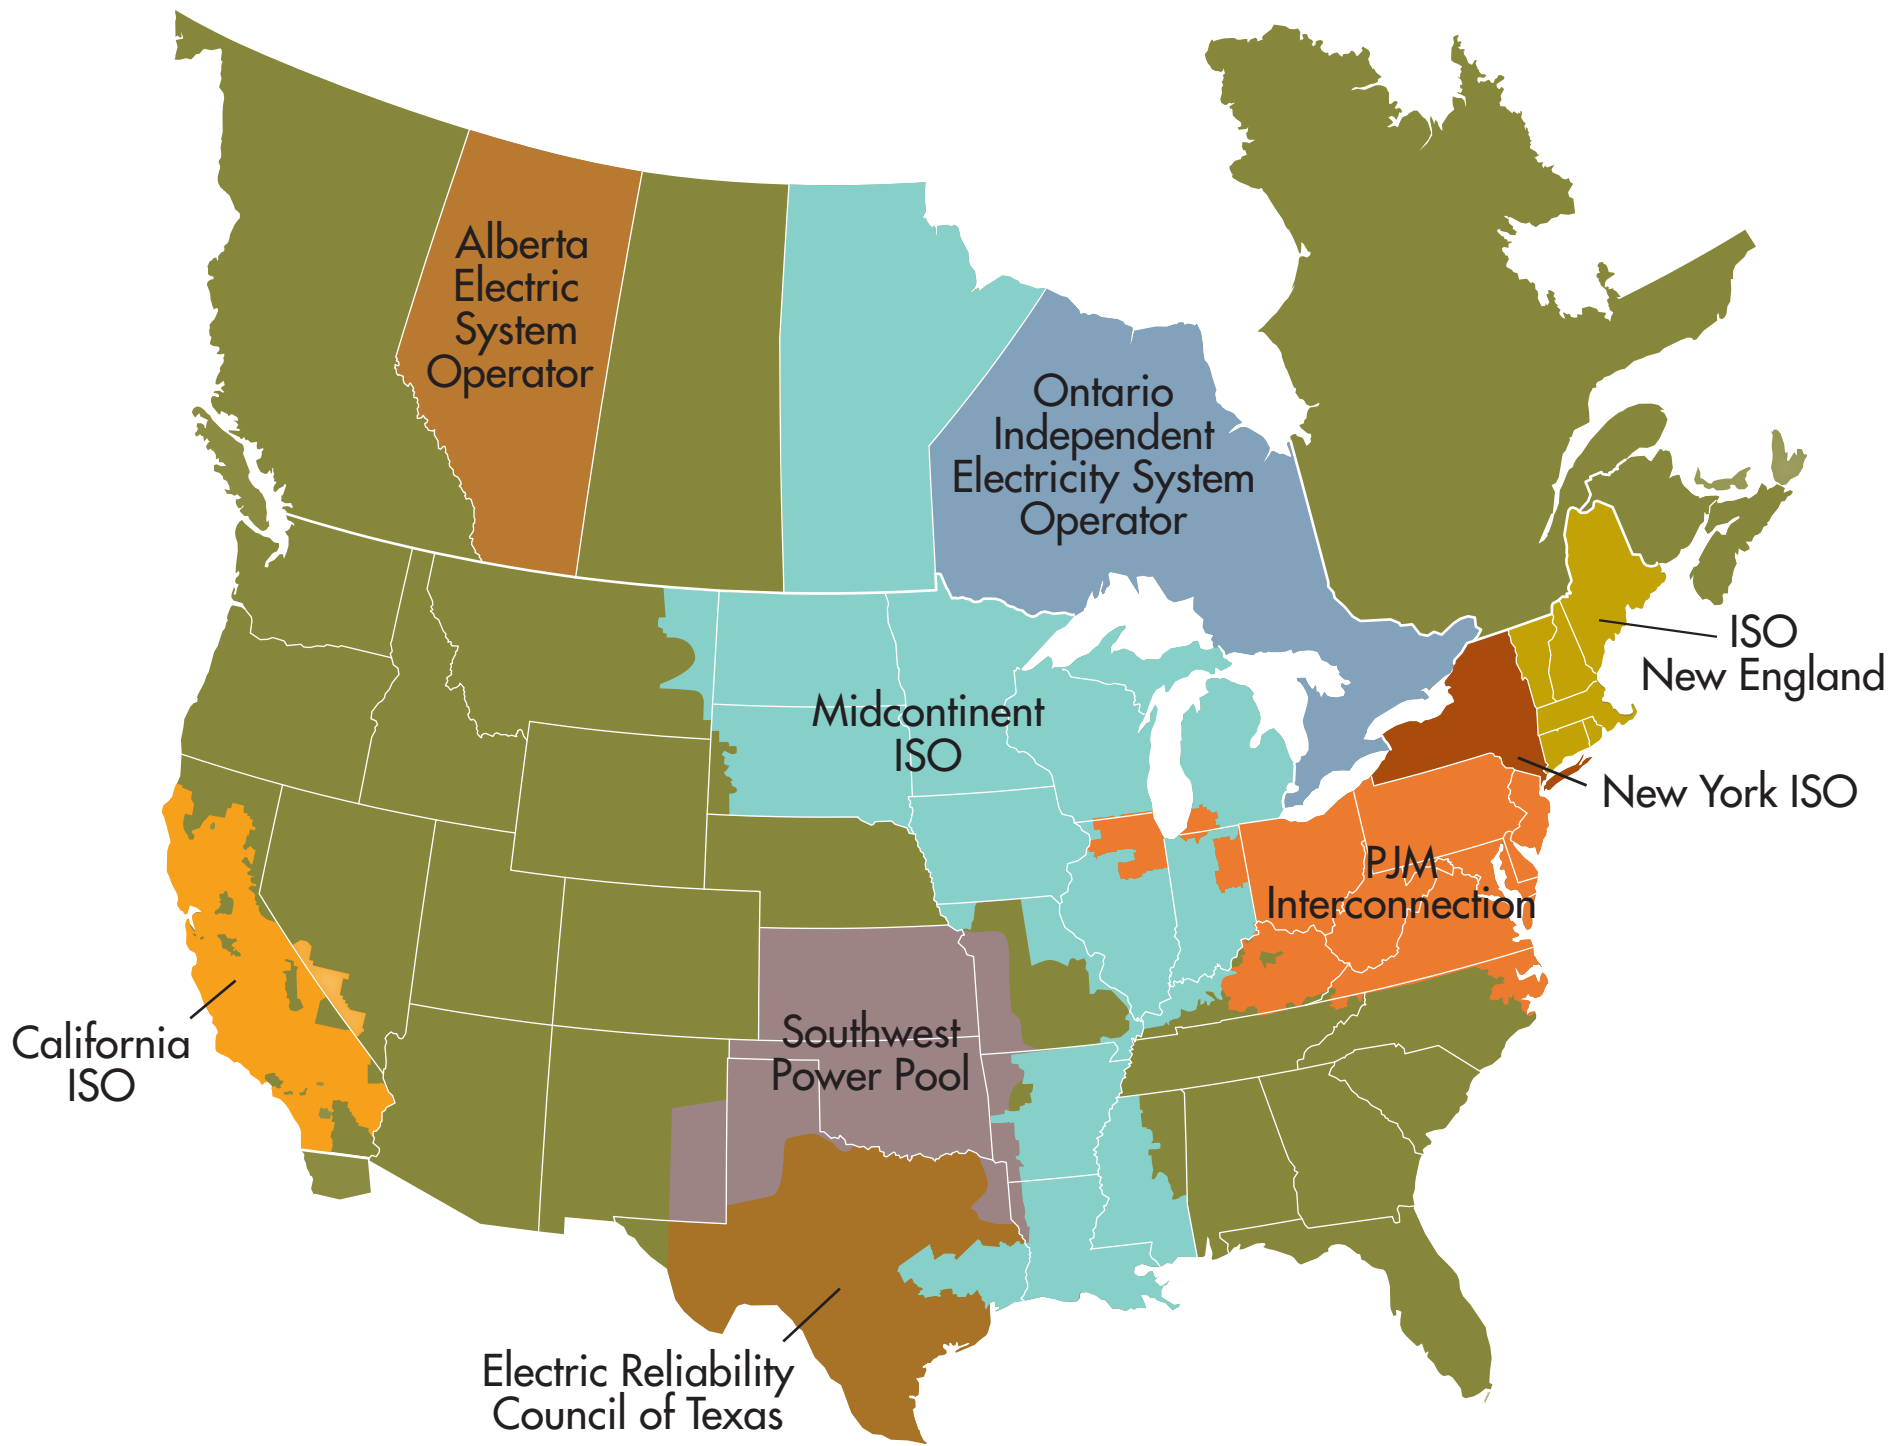 Alberta
Electric
System
Operator
Ontario
Independent
Electricity System
Operator
ISO
New England
Midcontinent
ISO
New York ISO
PJM
Interconnection
California
ISO
Southwest
Power Pool
Electric Reliability
Council of Texas